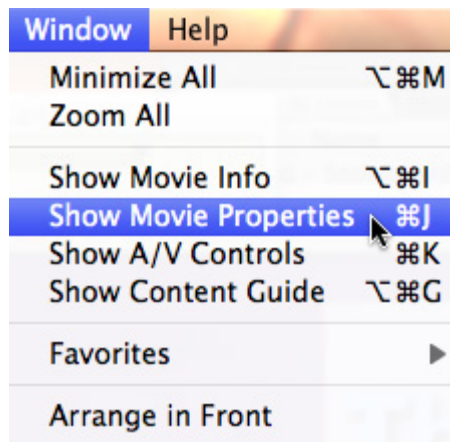 Window Help
Minimize All ⌥⌘M
Zoom All
Show Movie Info ⌥⌘I
Show Movie Properties ⌘J
Show A/V Controls ⌘K
Show Content Guide ⌥⌘G
Favorites ▶
Arrange in Front